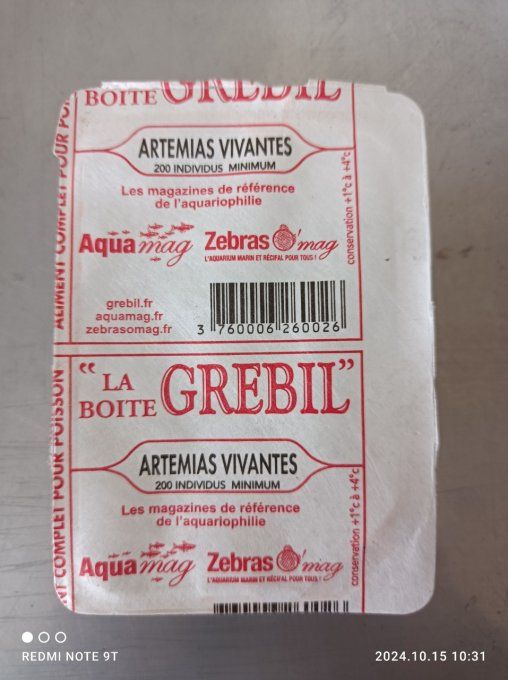 BOITE GREBIL
ARTEMIAS VIVANTES
200 INDIVIDUS MINIMUM
Les magazines de référence
de l'aquariophilie
Aquamag
ZebrasO'mag
L'AQUARIUM MARIN ET RÉCIFAL POUR TOUS !
grebil.fr
aquamag.fr
zebrasomag.fr
3 760006 260026
ALIMENT COMPLET POUR
conservation +1°c à +4°c
"LA
BOITE GREBIL"
ARTEMIAS VIVANTES
200 INDIVIDUS MINIMUM
Les magazines de référence
de l'aquariophilie
Aquamag
ZebrasO'mag
L'AQUARIUM MARIN ET RÉCIFAL POUR TOUS !
COMPLET POUR POISSON
conservation +1°c à +4°c
REDMI NOTE 9T
2024.10.15 10:31